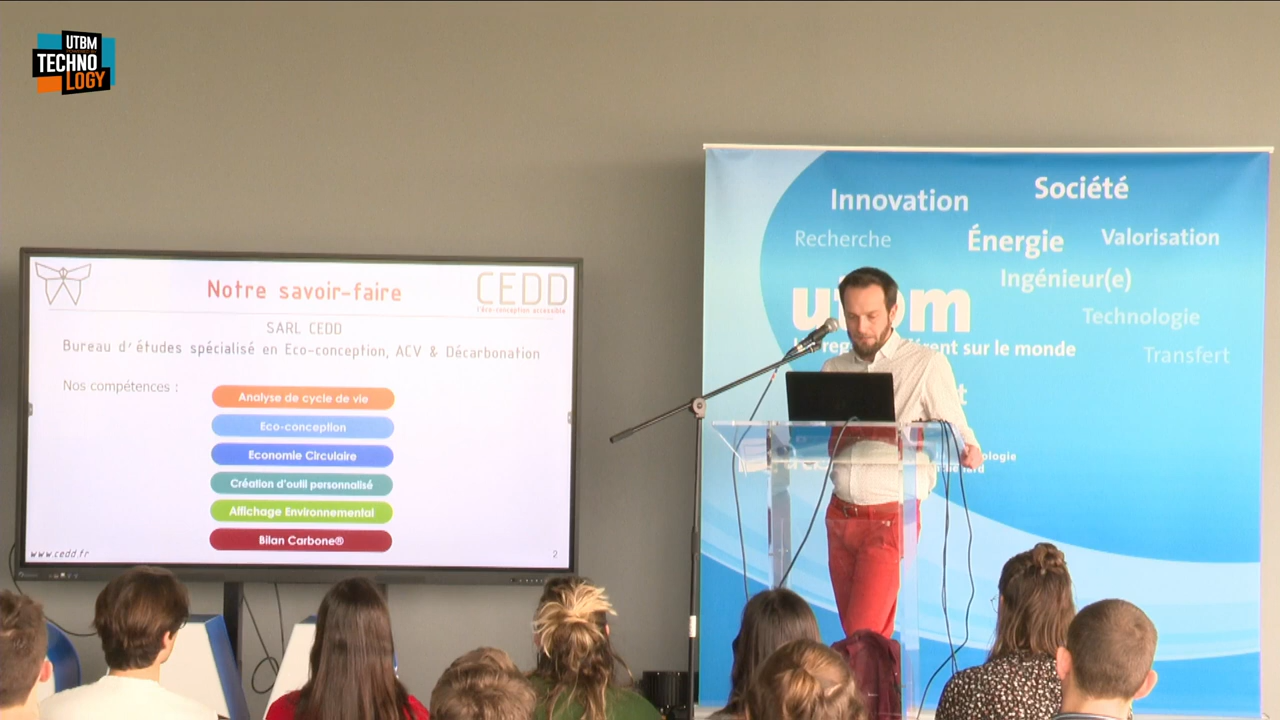 UTBM
TECHNO
LOGY
Notre savoir-faire
CEDD
l'éco-conception accessible
SARL CEDD
Bureau d'études spécialisé en Eco-conception, ACV & Décarbonation
Nos compétences :
Analyse de cycle de vie
Eco-conception
Economie Circulaire
Création d'outil personnalisé
Affichage Environnemental
Bilan Carbone®
www.cedd.fr
2
Innovation
Société
Recherche
Énergie
Valorisation
Ingénieur(e)
utbm
Technologie
sur le monde
Transfert